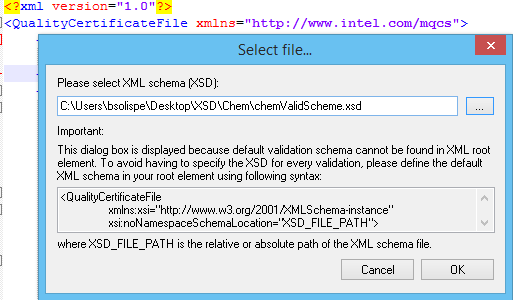 <?xml version="1.0"?>
<QualityCertificateFile xmlns="http://www.intel.com/mqcs">
Select file...
Please select XML schema (XSD):
C:\Users\bsolispe\Desktop\XSD\Chem\chemValidScheme.xsd
...
Important:
This dialog box is displayed because default validation schema cannot be found in XML root
element. To avoid having to specify the XSD for every validation, please define the default
XML schema in your root element using following syntax:
<QualityCertificateFile
xmlns:xsi="http://www.w3.org/2001/XMLSchema-instance"
xsi:noNamespaceSchemaLocation="XSD_FILE_PATH">
where XSD_FILE_PATH is the relative or absolute path of the XML schema file.
Cancel OK